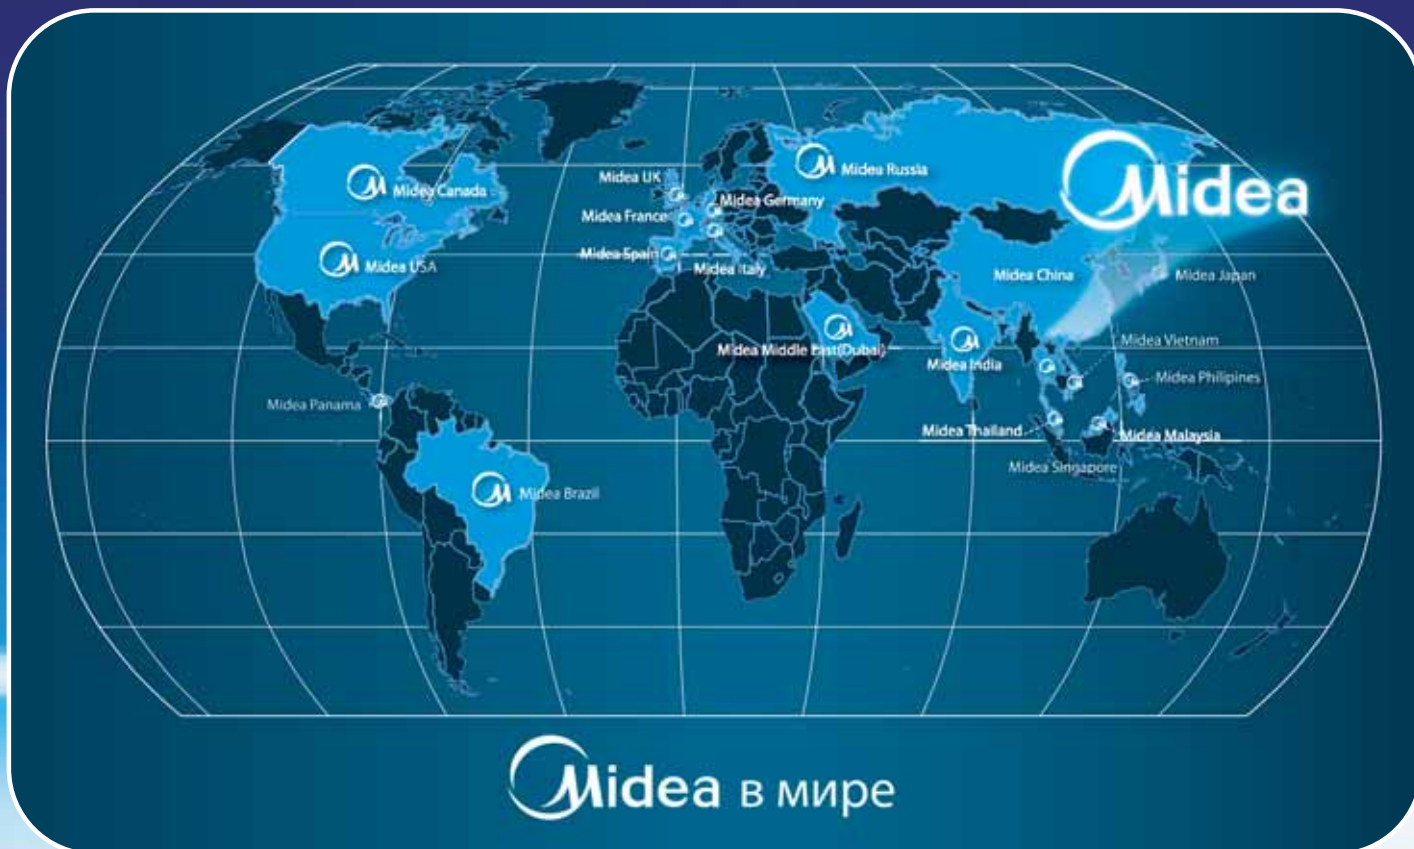 Midea
Midea Canada
Midea UK
Midea Russia
Midea Germany
Midea France
Midea USA
Midea Spain
Midea Italy
Midea China
Midea Japan
Midea Middle East(Dubai)
Midea India
Midea Vietnam
Midea Philipines
Midea Panama
Midea Thailand
Midea Malaysia
Midea Singapore
Midea Brazil
Midea в мире